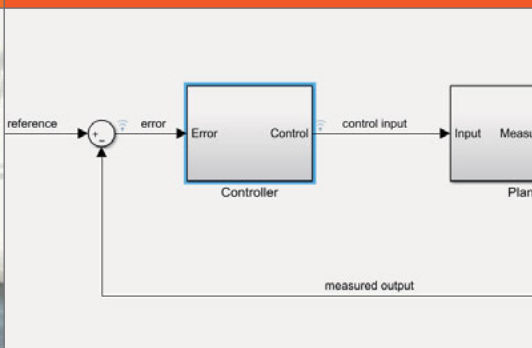 reference
error
Error
Control
control input
Input
Controller
measured output